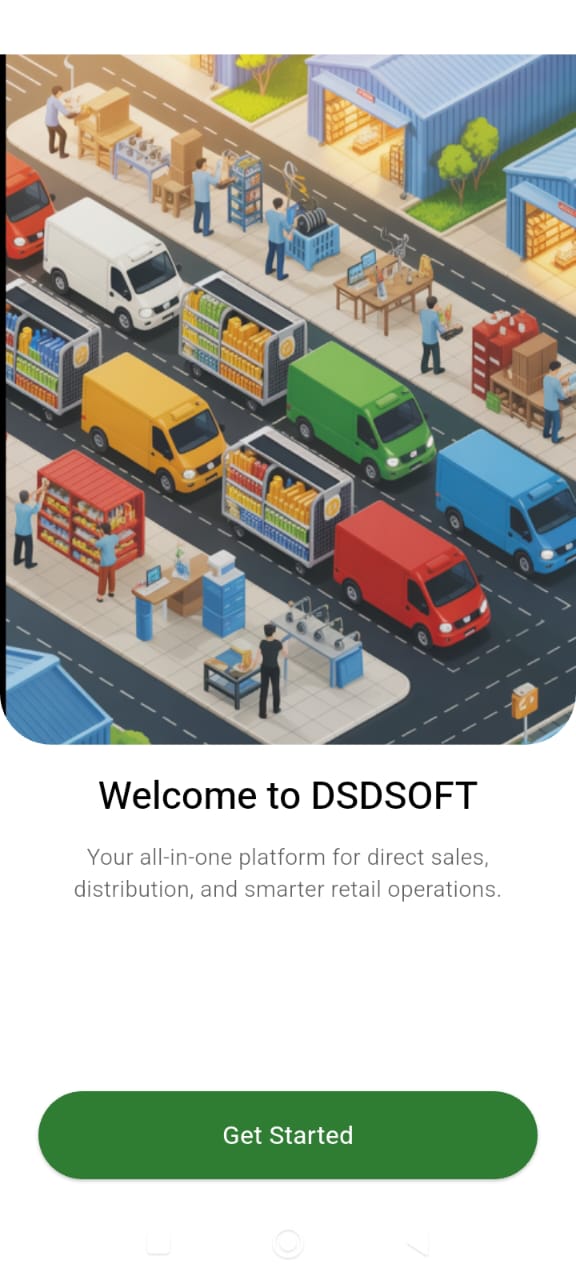 Welcome to DSDSOFT
Your all-in-one platform for direct sales,
distribution, and smarter retail operations.
Get Started